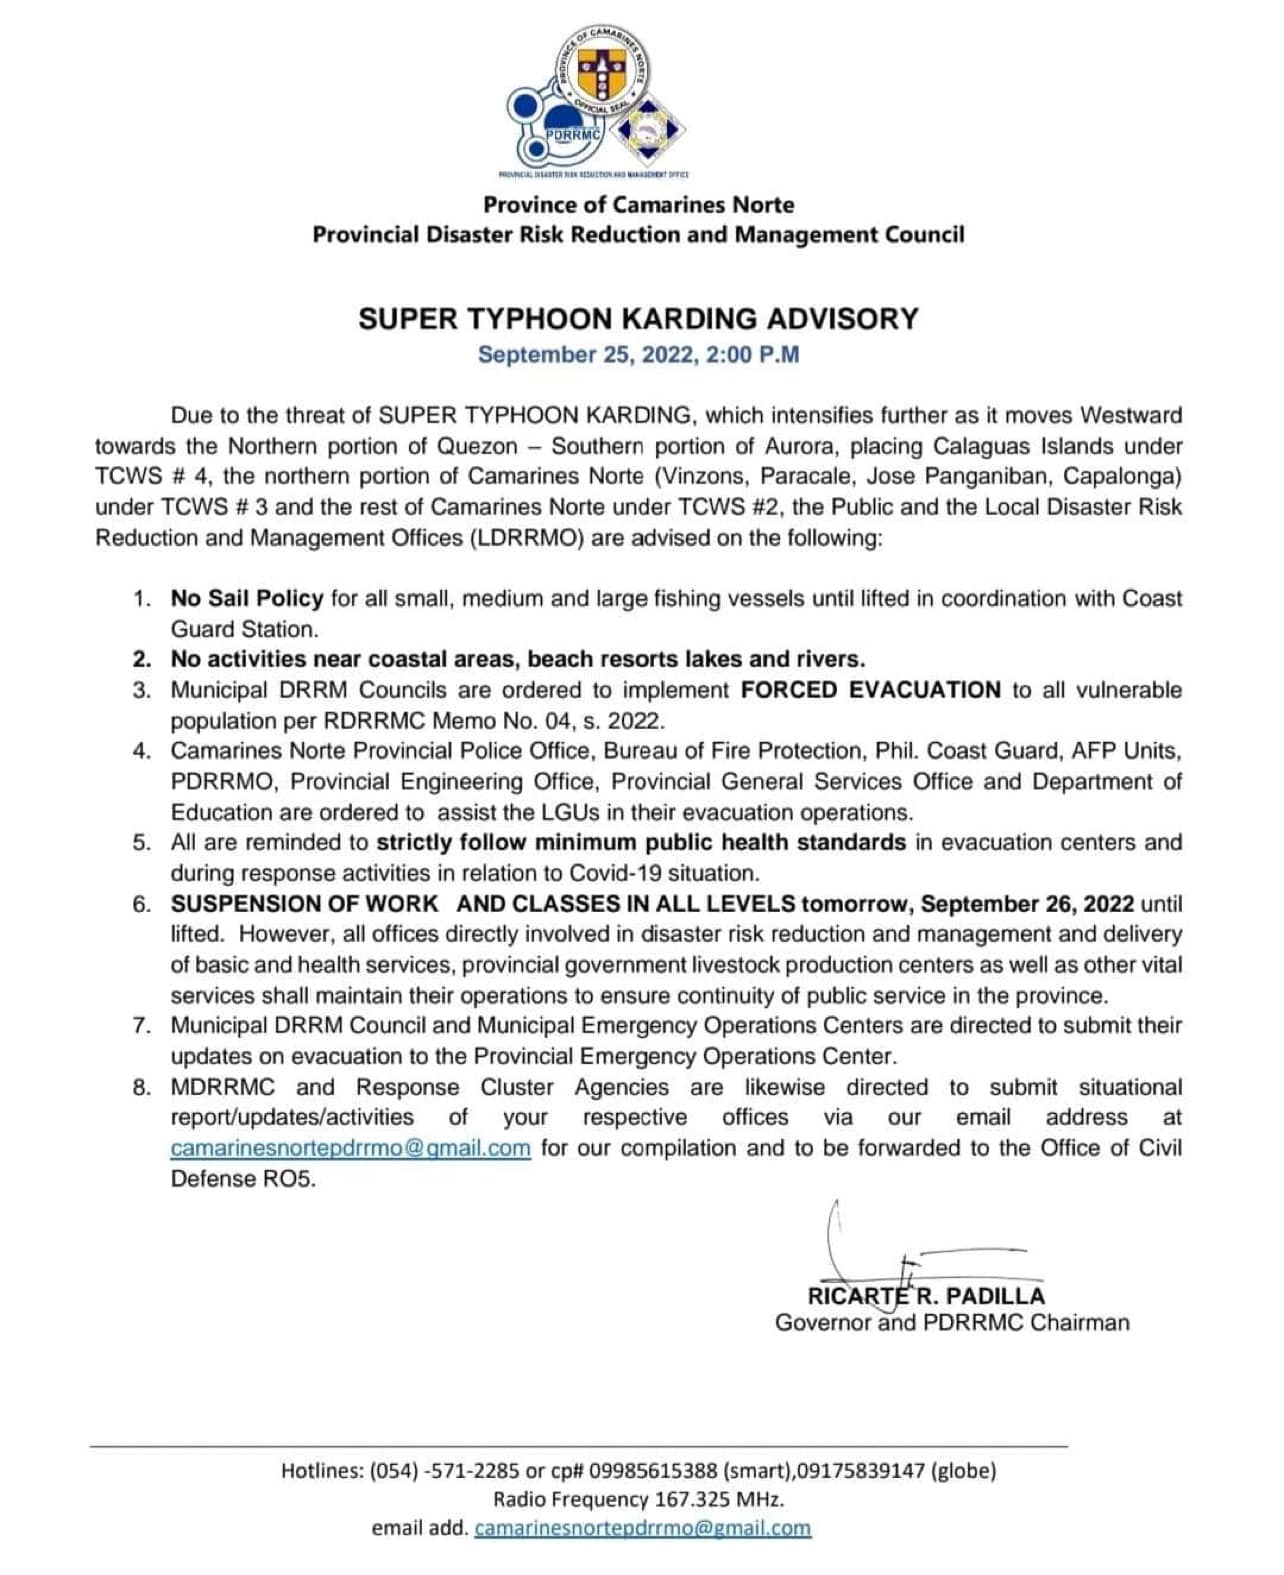 PROVINCE OF CAMARINES NORTE
OFFICIAL SEAL
PDRRMC
PROVINCIAL DISASTER RISK REDUCTION AND MANAGEMENT OFFICE
Province of Camarines Norte
Provincial Disaster Risk Reduction and Management Council
SUPER TYPHOON KARDING ADVISORY
September 25, 2022, 2:00 P.M
Due to the threat of SUPER TYPHOON KARDING, which intensifies further as it moves Westward
towards the Northern portion of Quezon – Southern portion of Aurora, placing Calaguas Islands under
TCWS # 4, the northern portion of Camarines Norte (Vinzons, Paracale, Jose Panganiban, Capalonga)
under TCWS # 3 and the rest of Camarines Norte under TCWS #2, the Public and the Local Disaster Risk
Reduction and Management Offices (LDRRMO) are advised on the following:
1. No Sail Policy for all small, medium and large fishing vessels until lifted in coordination with Coast
Guard Station.
2. No activities near coastal areas, beach resorts lakes and rivers.
3. Municipal DRRM Councils are ordered to implement FORCED EVACUATION to all vulnerable
population per RDRRMC Memo No. 04, s. 2022.
4. Camarines Norte Provincial Police Office, Bureau of Fire Protection, Phil. Coast Guard, AFP Units,
PDRRMO, Provincial Engineering Office, Provincial General Services Office and Department of
Education are ordered to assist the LGUs in their evacuation operations.
5. All are reminded to strictly follow minimum public health standards in evacuation centers and
during response activities in relation to Covid-19 situation.
6. SUSPENSION OF WORK AND CLASSES IN ALL LEVELS tomorrow, September 26, 2022 until
lifted. However, all offices directly involved in disaster risk reduction and management and delivery
of basic and health services, provincial government livestock production centers as well as other vital
services shall maintain their operations to ensure continuity of public service in the province.
7. Municipal DRRM Council and Municipal Emergency Operations Centers are directed to submit their
updates on evacuation to the Provincial Emergency Operations Center.
8. MDRRMC and Response Cluster Agencies are likewise directed to submit situational
report/updates/activities of your respective offices via our email address at
camarinesnortepdrrmo@gmail.com for our compilation and to be forwarded to the Office of Civil
Defense RO5.
RICARTE R. PADILLA
Governor and PDRRMC Chairman
Hotlines: (054) -571-2285 or cp# 09985615388 (smart),09175839147 (globe)
Radio Frequency 167.325 MHz.
email add. camarinesnortepdrrmo@gmail.com